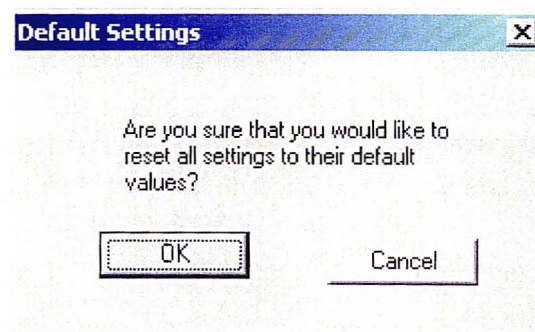 Default Settings
Are you sure that you would like to
reset all settings to their default
values?
OK Cancel